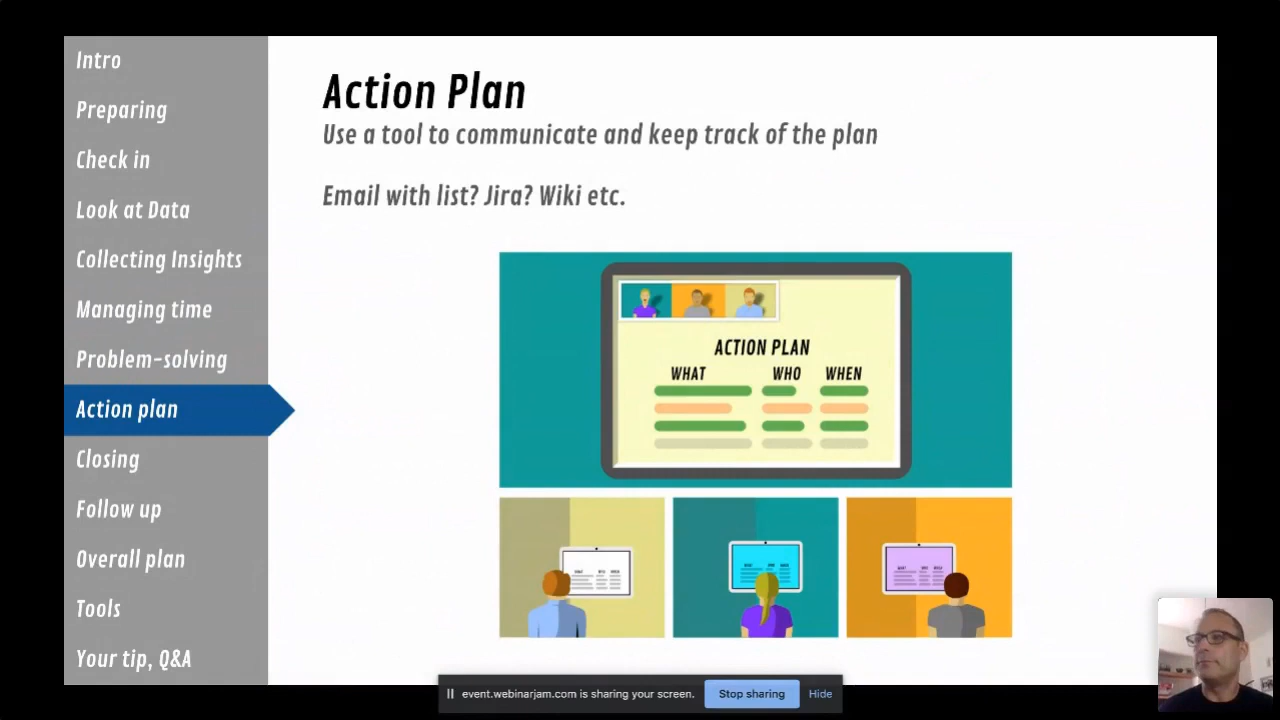 Intro
Preparing
Check in
Look at Data
Collecting Insights
Managing time
Problem-solving
Action plan
Closing
Follow up
Overall plan
Tools
Your tip, Q&A
Action Plan
Use a tool to communicate and keep track of the plan
Email with list? Jira? Wiki etc.
ACTION PLAN
WHAT WHO WHEN
event.webinarjam.com is sharing your screen. Stop sharing Hide